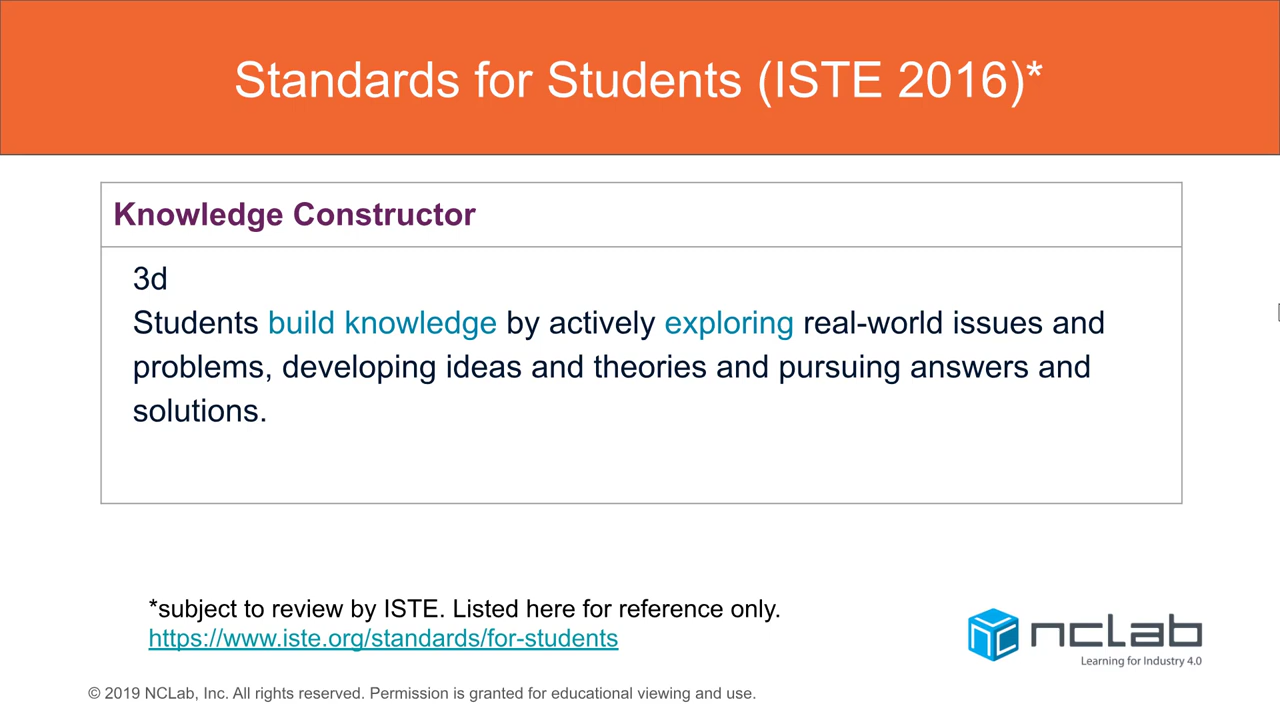 Standards for Students (ISTE 2016)*
Knowledge Constructor
3d
Students build knowledge by actively exploring real-world issues and
problems, developing ideas and theories and pursuing answers and
solutions.
*subject to review by ISTE. Listed here for reference only.
https://www.iste.org/standards/for-students
nclab
Learning for Industry 4.0
© 2019 NCLab, Inc. All rights reserved. Permission is granted for educational viewing and use.